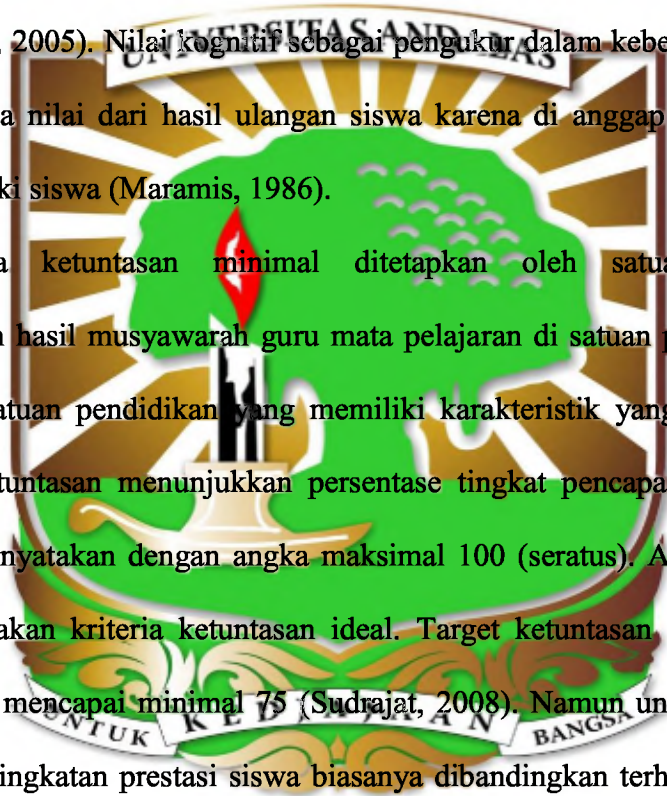 UNIVERSITAS ANDALAS
, 2005). Nilai kognitif sebagai pengukur dalam kebe
a nilai dari hasil ulangan siswa karena di anggap
ki siswa (Maramis, 1986).
a ketuntasan minimal ditetapkan oleh satua
n hasil musyawarah guru mata pelajaran di satuan p
atuan pendidikan yang memiliki karakteristik yang
tuntasan menunjukkan persentase tingkat pencapa
nyatakan dengan angka maksimal 100 (seratus). A
akan kriteria ketuntasan ideal. Target ketuntasan
mencapai minimal 75 (Sudrajat, 2008). Namun un
UNTUK KEDJAJAAN BANGSA
ingkatan prestasi siswa biasanya dibandingkan terh